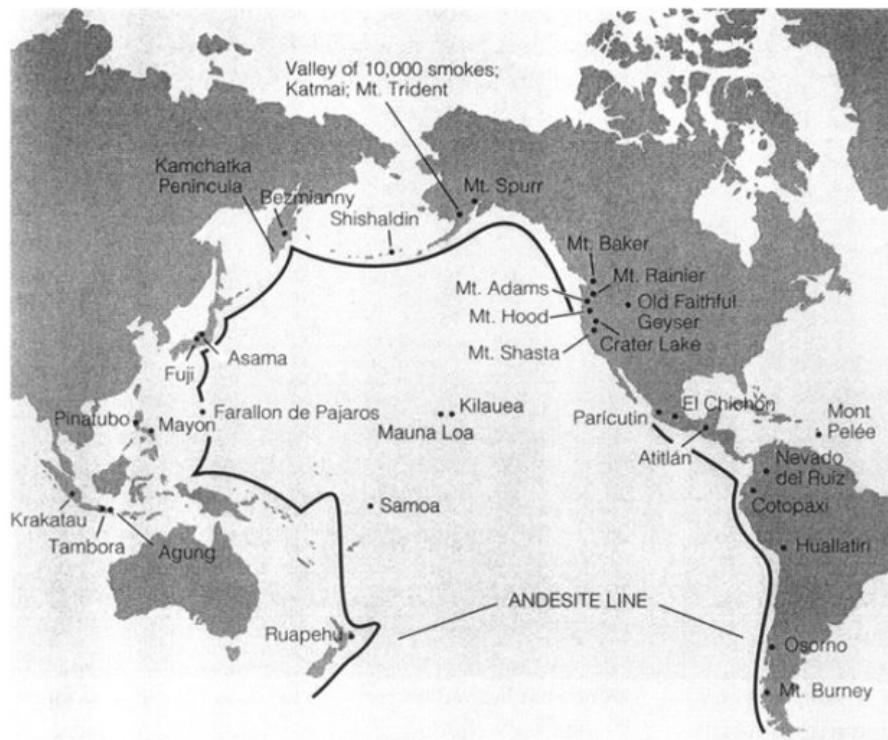 Valley of 10,000 smokes;
Katmai; Mt. Trident
Kamchatka
Penincula
Bezmianny
Shishaldin
Mt. Spurr
Mt. Baker
Mt. Rainier
Mt. Adams
Old Faithful
Geyser
Mt. Hood
Crater Lake
Mt. Shasta
Asama
Fuji
Pinatubo
Mayon
Farallon de Pajaros
Kilauea
Mauna Loa
Parícutin
El Chichón
Mont
Pelée
Atitlán
Nevado
del Ruíz
Cotopaxi
Krakatau
Tambora
Agung
Samoa
Huallatiri
ANDESITE LINE
Ruapehu
Osorno
Mt. Burney